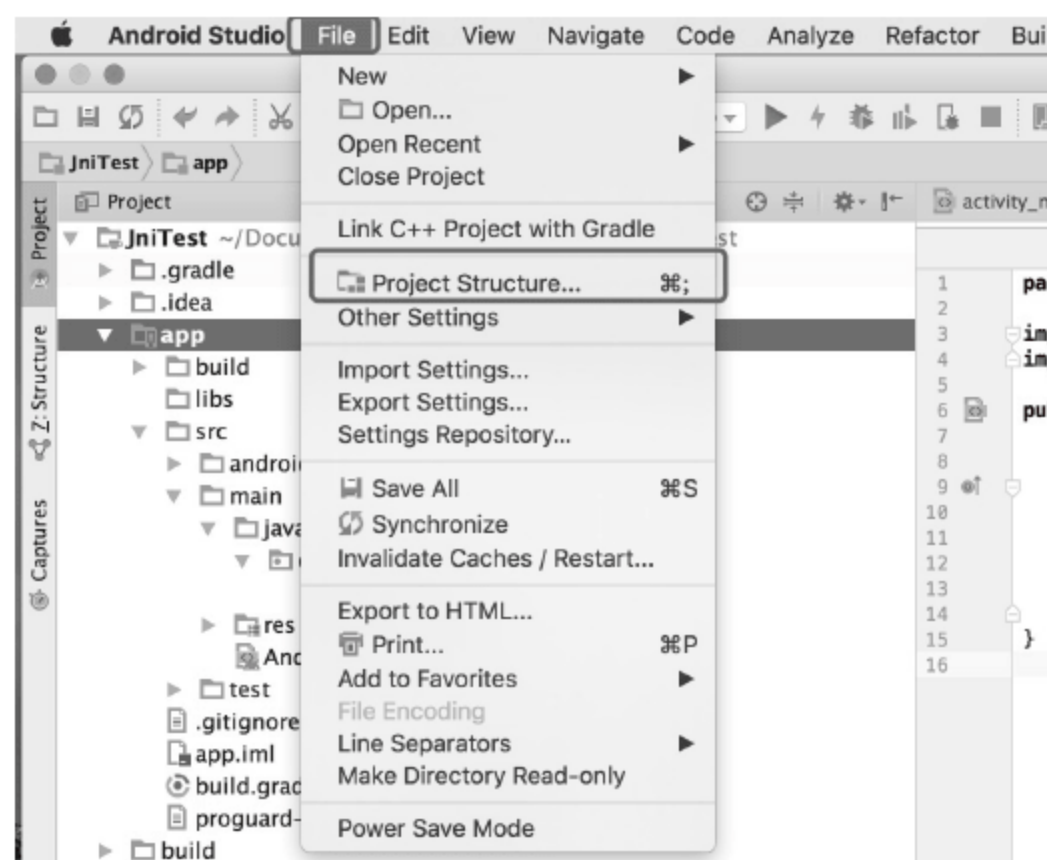 Android Studio File Edit View Navigate Code Analyze Refactor Bui
JniTest app
Project
activity_n
Project
Z: Structure
Captures
JniTest ~/Docu
st
.gradle
.idea
app
build
libs
src
androi
main
java
res
And
test
.gitignore
app.iml
build.grad
proguard-
build
New
Open...
Open Recent
Close Project
Link C++ Project with Gradle
Project Structure... ⌘;
Other Settings
Import Settings...
Export Settings...
Settings Repository...
Save All ⌘S
Synchronize
Invalidate Caches / Restart...
Export to HTML...
Print... ⌘P
Add to Favorites
File Encoding
Line Separators
Make Directory Read-only
Power Save Mode
1 pa
2
3 im
4 im
5
6 pu
7
8
9
10
11
12
13
14
15 }
16